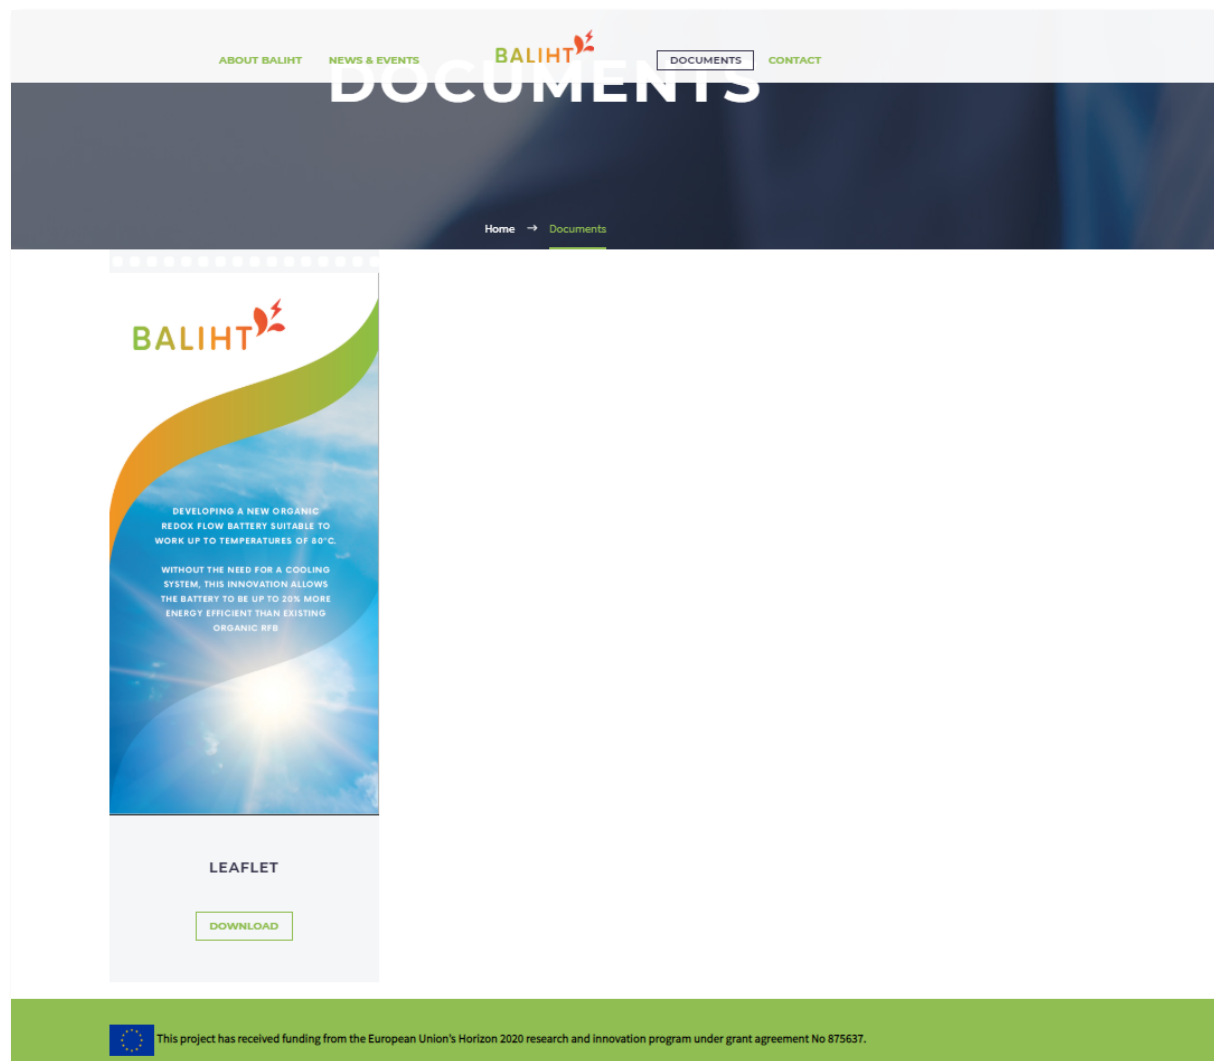 ABOUT BALIHT NEWS & EVENTS BALIHT DOCUMENTS CONTACT
DOCUMENTS
Home → Documents
BALIHT
DEVELOPING A NEW ORGANIC
REDOX FLOW BATTERY SUITABLE TO
WORK UP TO TEMPERATURES OF 80°C.
WITHOUT THE NEED FOR A COOLING
SYSTEM, THIS INNOVATION ALLOWS
THE BATTERY TO BE UP TO 20% MORE
ENERGY EFFICIENT THAN EXISTING
ORGANIC RFB
LEAFLET
DOWNLOAD
This project has received funding from the European Union's Horizon 2020 research and innovation program under grant agreement No 875637.